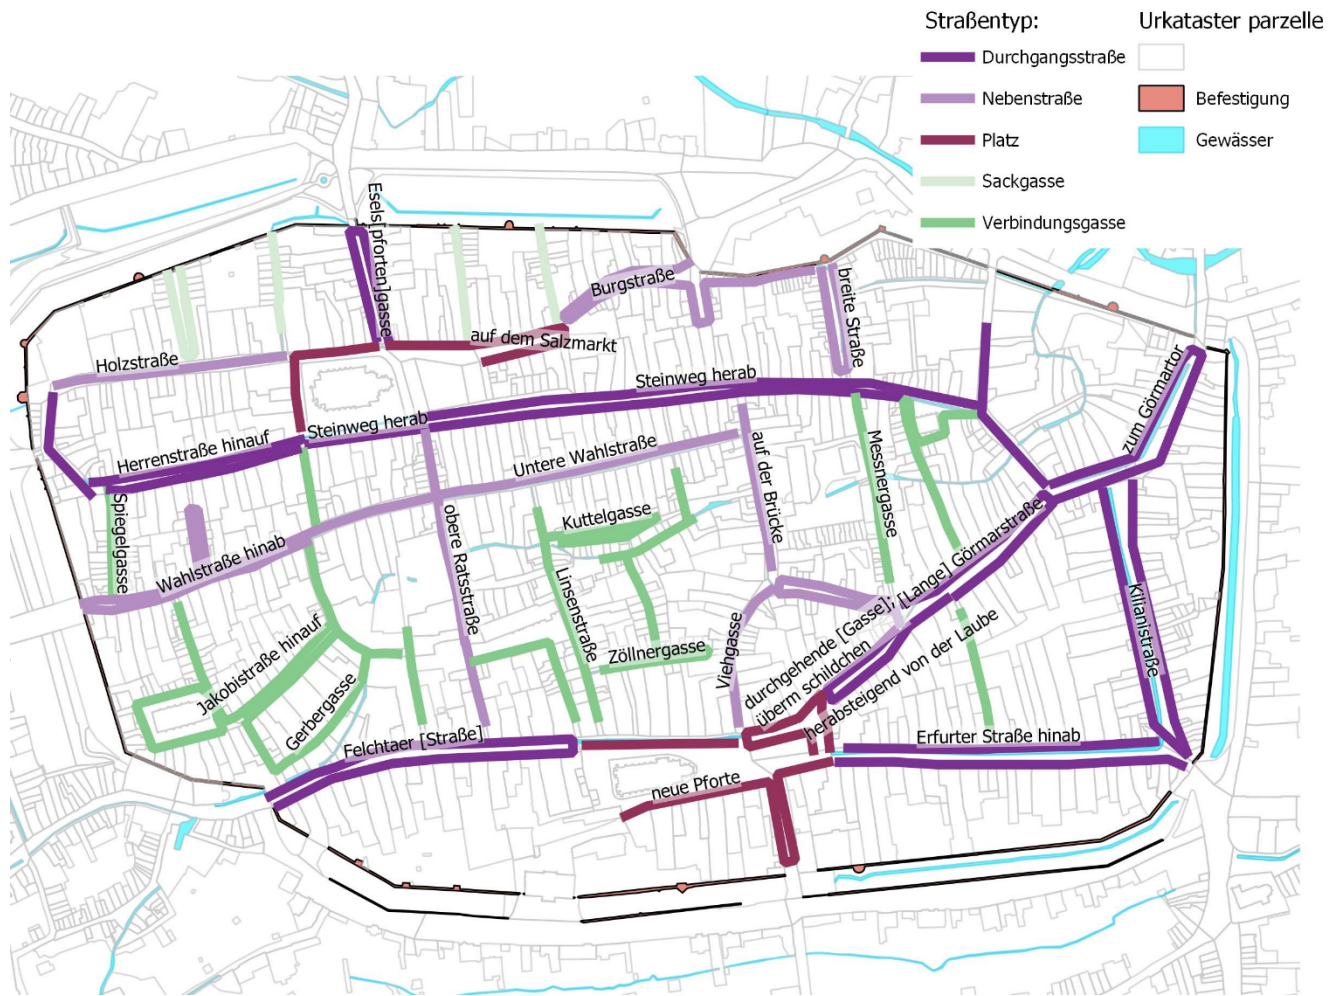 Straßentyp:
Urkataster parzelle
Durchgangsstraße
Nebenstraße
Befestigung
Platz
Gewässer
Sackgasse
Verbindungsgasse
Esels[pforten]gasse
Burgstraße
breite Straße
auf dem Salzmarkt
Holzstraße
Steinweg herab
zum Görmartor
Steinweg herab
Herrenstraße hinauf
Untere Wahlstraße
auf der Brücke
Messnergasse
Spiegelgasse
Kuttelgasse
obere Ratsstraße
Wahlstraße hinab
Linsenstraße
durchgehende [Gasse]; [Lange] Görmarstraße
überm schildchen
Kilianistraße
Jakobistraße hinauf
Zöllnergasse
Viehgasse
herabsteigend von der Laube
Gerbergasse
Felchtaer [Straße]
Erfurter Straße hinab
neue Pforte